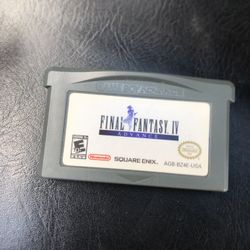 GAME BOY ADVANCE
FINAL FANTASY IV
ADVANCE
E
Nintendo
SQUARE ENIX.
AGB-BZ4E-USA